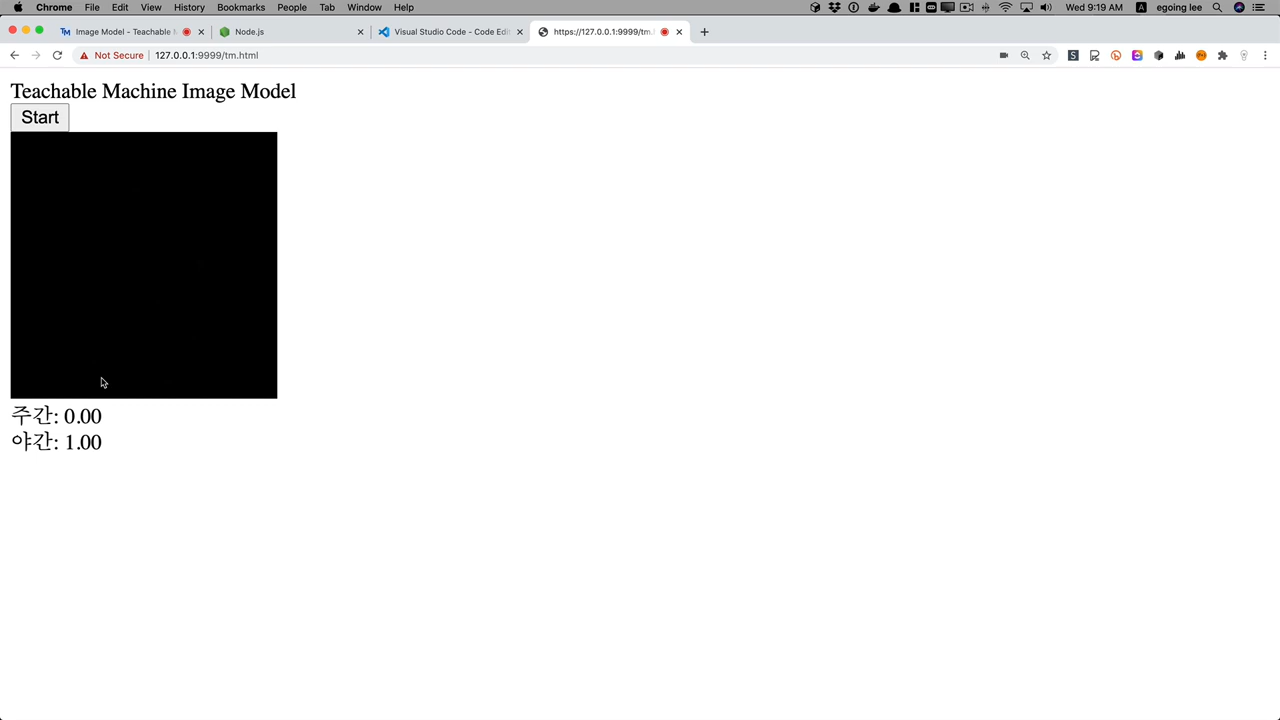 Chrome File Edit View History Bookmarks People Tab Window Help Wed 9:19 AM A egoing lee
Image Model - Teachable M
Node.js
Visual Studio Code - Code Edit
https://127.0.0.1:9999/tm.
Not Secure 127.0.0.1:9999/tm.html
Teachable Machine Image Model
Start
주간: 0.00
야간: 1.00